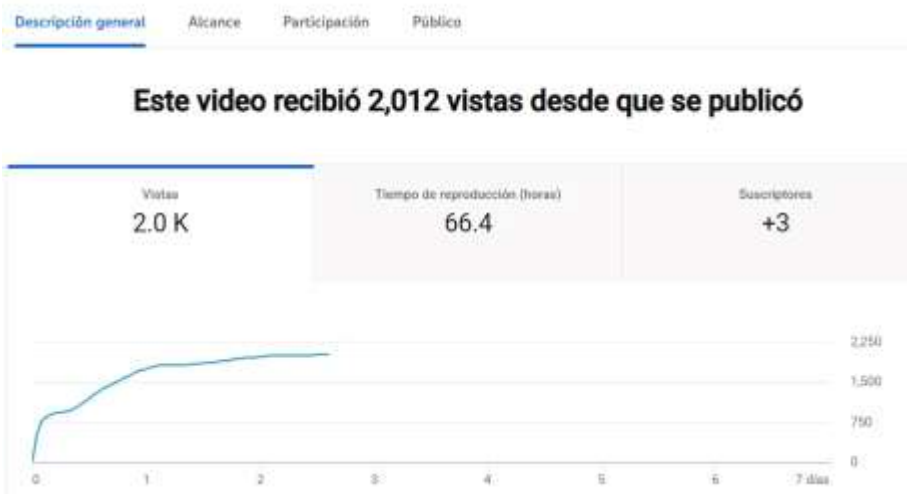 Descripción general Alcance Participación Público
Este video recibió 2,012 vistas desde que se publicó
Vistas Tiempo de reproducción (horas) Suscriptores
2.0 K 66.4 +3
2,250
1,500
750
0
0 1 2 3 4 5 6 7 días